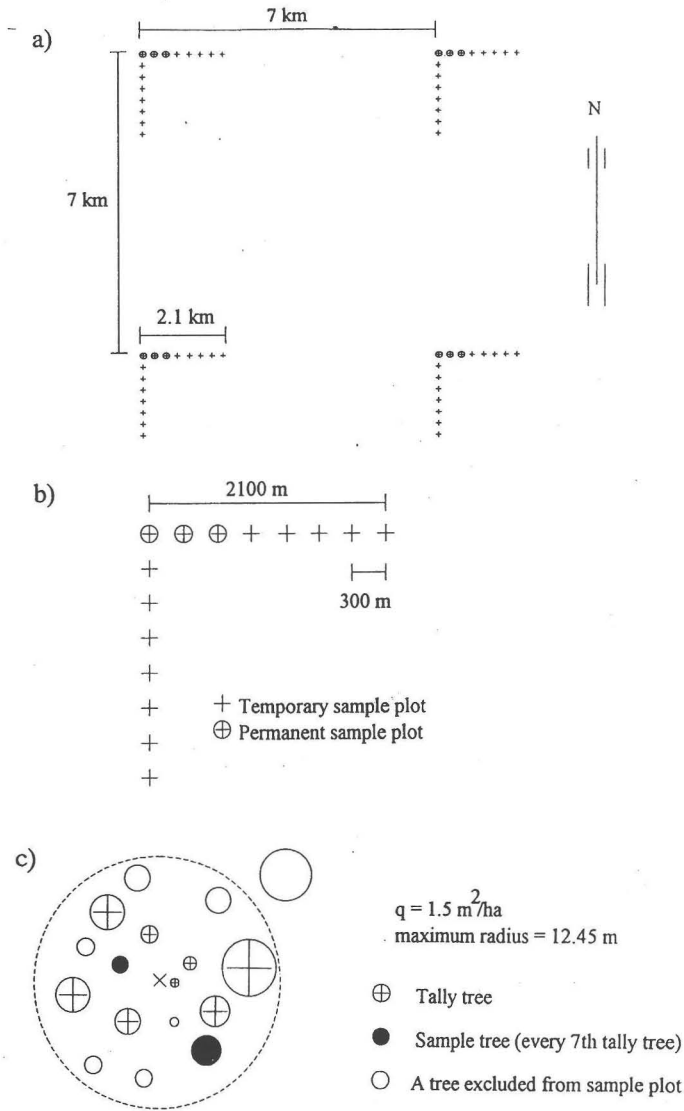 a)
7 km
N
7 km
2.1 km
b)
2100 m
300 m
Temporary sample plot
Permanent sample plot
c)
q = 1.5 m²/ha
maximum radius = 12.45 m
Tally tree
Sample tree (every 7th tally tree)
A tree excluded from sample plot